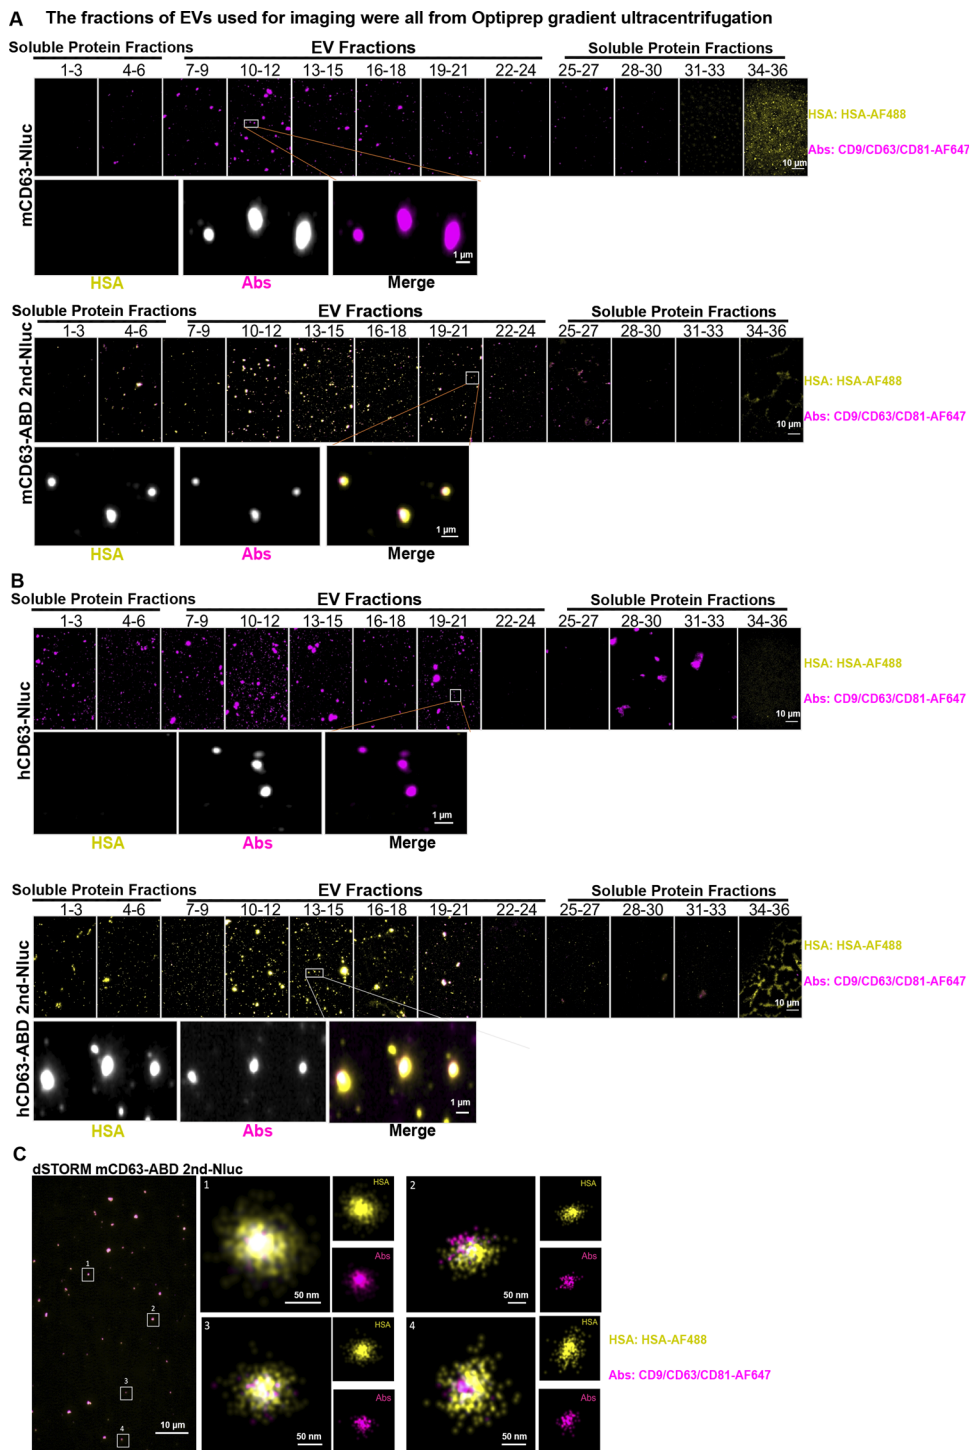 A The fractions of EVs used for imaging were all from Optiprep gradient ultracentrifugation
Soluble Protein Fractions EV Fractions Soluble Protein Fractions
1-3 4-6 7-9 10-12 13-15 16-18 19-21 22-24 25-27 28-30 31-33 34-36
mCD63-Nluc
HSA: HSA-AF488
Abs: CD9/CD63/CD81-AF647
10 µm
1 µm
HSA Abs Merge
Soluble Protein Fractions EV Fractions Soluble Protein Fractions
1-3 4-6 7-9 10-12 13-15 16-18 19-21 22-24 25-27 28-30 31-33 34-36
mCD63-ABD 2nd-Nluc
HSA: HSA-AF488
Abs: CD9/CD63/CD81-AF647
10 µm
1 µm
HSA Abs Merge
B
Soluble Protein Fractions EV Fractions Soluble Protein Fractions
1-3 4-6 7-9 10-12 13-15 16-18 19-21 22-24 25-27 28-30 31-33 34-36
hCD63-Nluc
HSA: HSA-AF488
Abs: CD9/CD63/CD81-AF647
10 µm
1 µm
HSA Abs Merge
Soluble Protein Fractions EV Fractions Soluble Protein Fractions
1-3 4-6 7-9 10-12 13-15 16-18 19-21 22-24 25-27 28-30 31-33 34-36
hCD63-ABD 2nd-Nluc
HSA: HSA-AF488
Abs: CD9/CD63/CD81-AF647
10 µm
1 µm
HSA Abs Merge
C
dSTORM mCD63-ABD 2nd-Nluc
1
2
3
4
10 µm
1 HSA
Abs
50 nm
2 HSA
Abs
50 nm
3 HSA
Abs
50 nm
4 HSA
Abs
50 nm
HSA: HSA-AF488
Abs: CD9/CD63/CD81-AF647